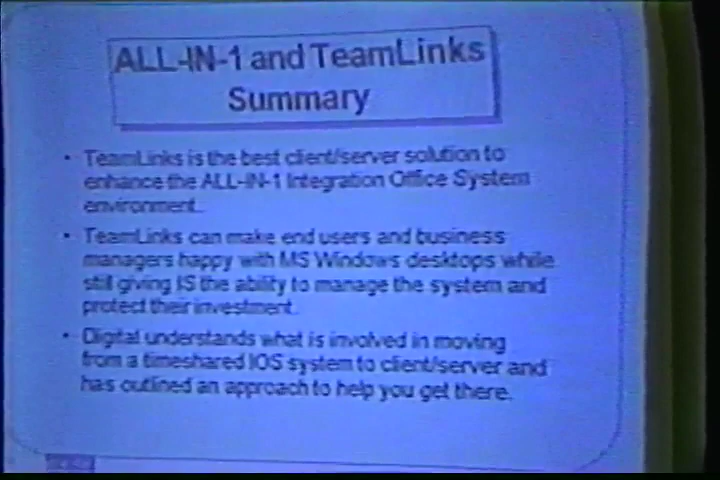 ALL-IN-1 and TeamLinks
Summary
• TeamLinks is the best client/server solution to
enhance the ALL-IN-1 Integration Office System
environment.
• TeamLinks can make end users and business
managers happy with MS Windows desktops while
still giving IS the ability to manage the system and
protect their investment.
• Digital understands what is involved in moving
from a timeshared IOS system to client/server and
has outlined an approach to help you get there.